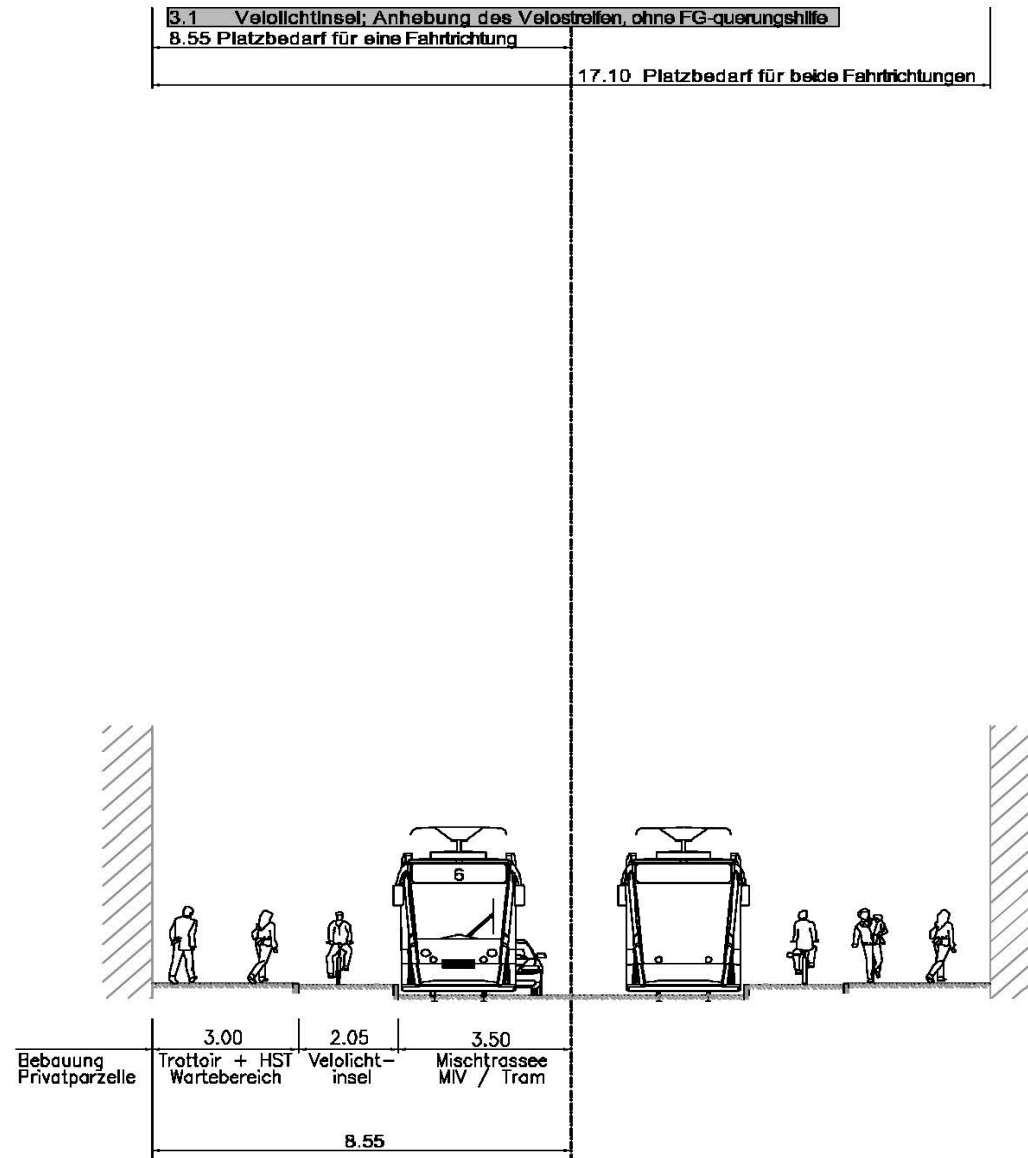 3.1 Velolichtinsel; Anhebung des Velostreifen, ohne FG-querungshilfe
8.55 Platzbedarf für eine Fahrtrichtung
17.10 Platzbedarf für beide Fahrtrichtungen
6
3.00 2.05 3.50
Bebauung Trottoir + HST Velolicht- Mischtrassee
Privatparzelle Wartebereich insel MIV / Tram
8.55